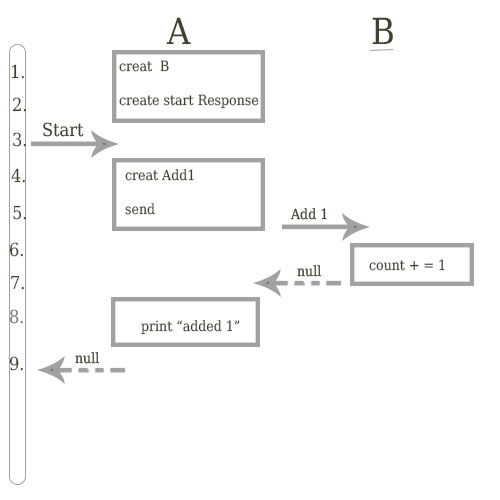 A B
1. creat B
2. create start Response
3. Start
4. creat Add1
5. send Add 1
6. count + = 1
7. null
8. print “added 1”
9. null